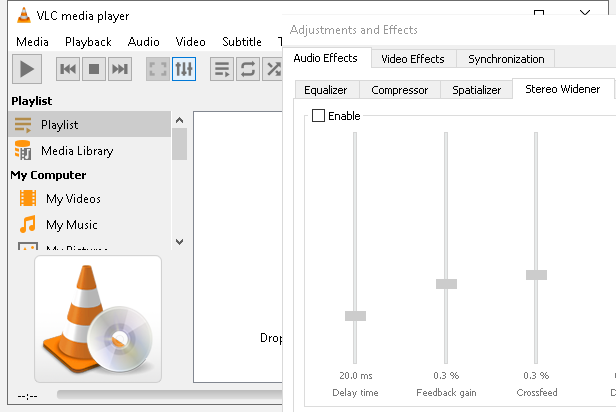 VLC media player
Media Playback Audio Video Subtitle
Playlist
Playlist
Media Library
My Computer
My Videos
My Music
My Pictures
Drop
--:--
Adjustments and Effects
Audio Effects Video Effects Synchronization
Equalizer Compressor Spatializer Stereo Widener
Enable
20.0 ms 0.3 % 0.3 %
Delay time Feedback gain Crossfeed